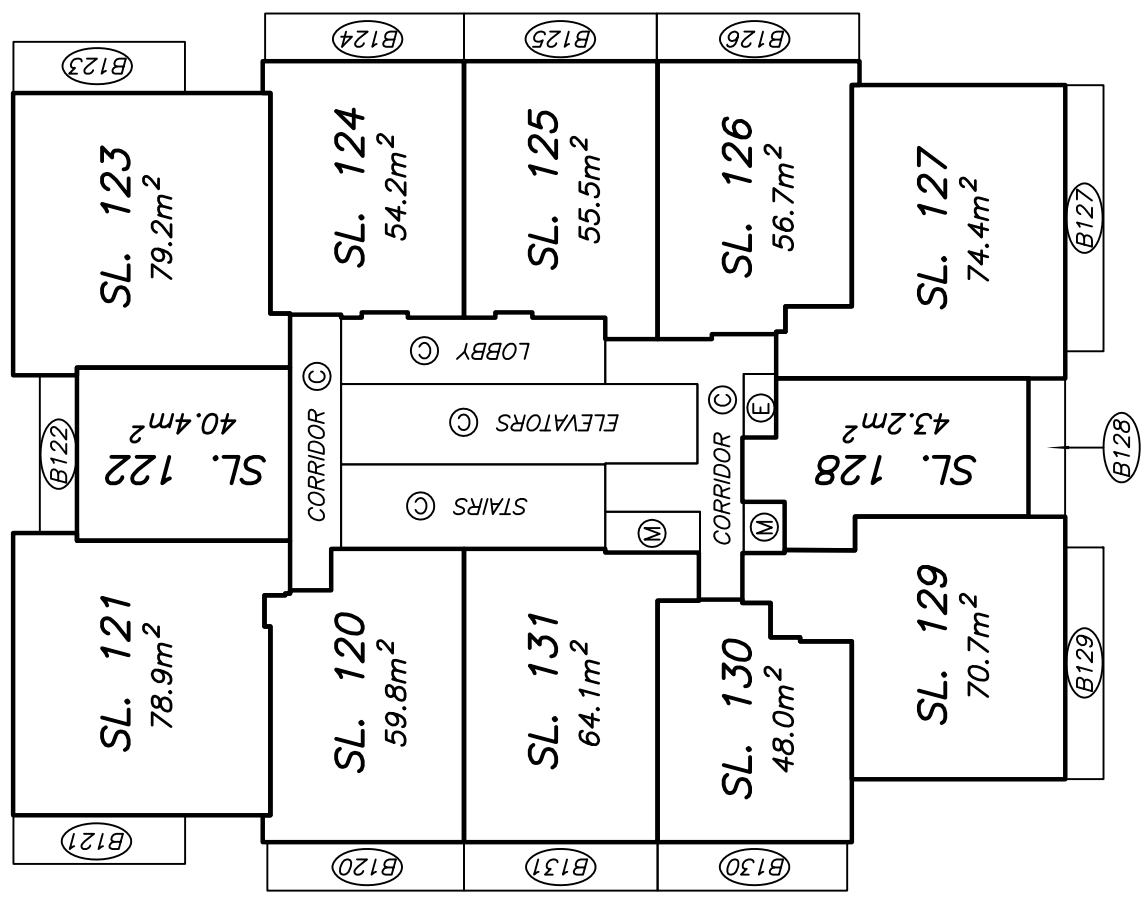 B123
B124
B125
B126
SL. 123
79.2m²
SL. 124
54.2m²
SL. 125
55.5m²
SL. 126
56.7m²
SL. 127
74.4m²
B127
LOBBY Ⓒ
CORRIDOR Ⓒ
ELEVATORS Ⓒ
STAIRS Ⓒ
CORRIDOR Ⓒ
Ⓔ
Ⓜ
Ⓜ
B122
SL. 122
40.4m²
SL. 128
43.2m²
B128
SL. 121
78.9m²
SL. 120
59.8m²
SL. 131
64.1m²
SL. 130
48.0m²
SL. 129
70.7m²
B129
B121
B120
B131
B130